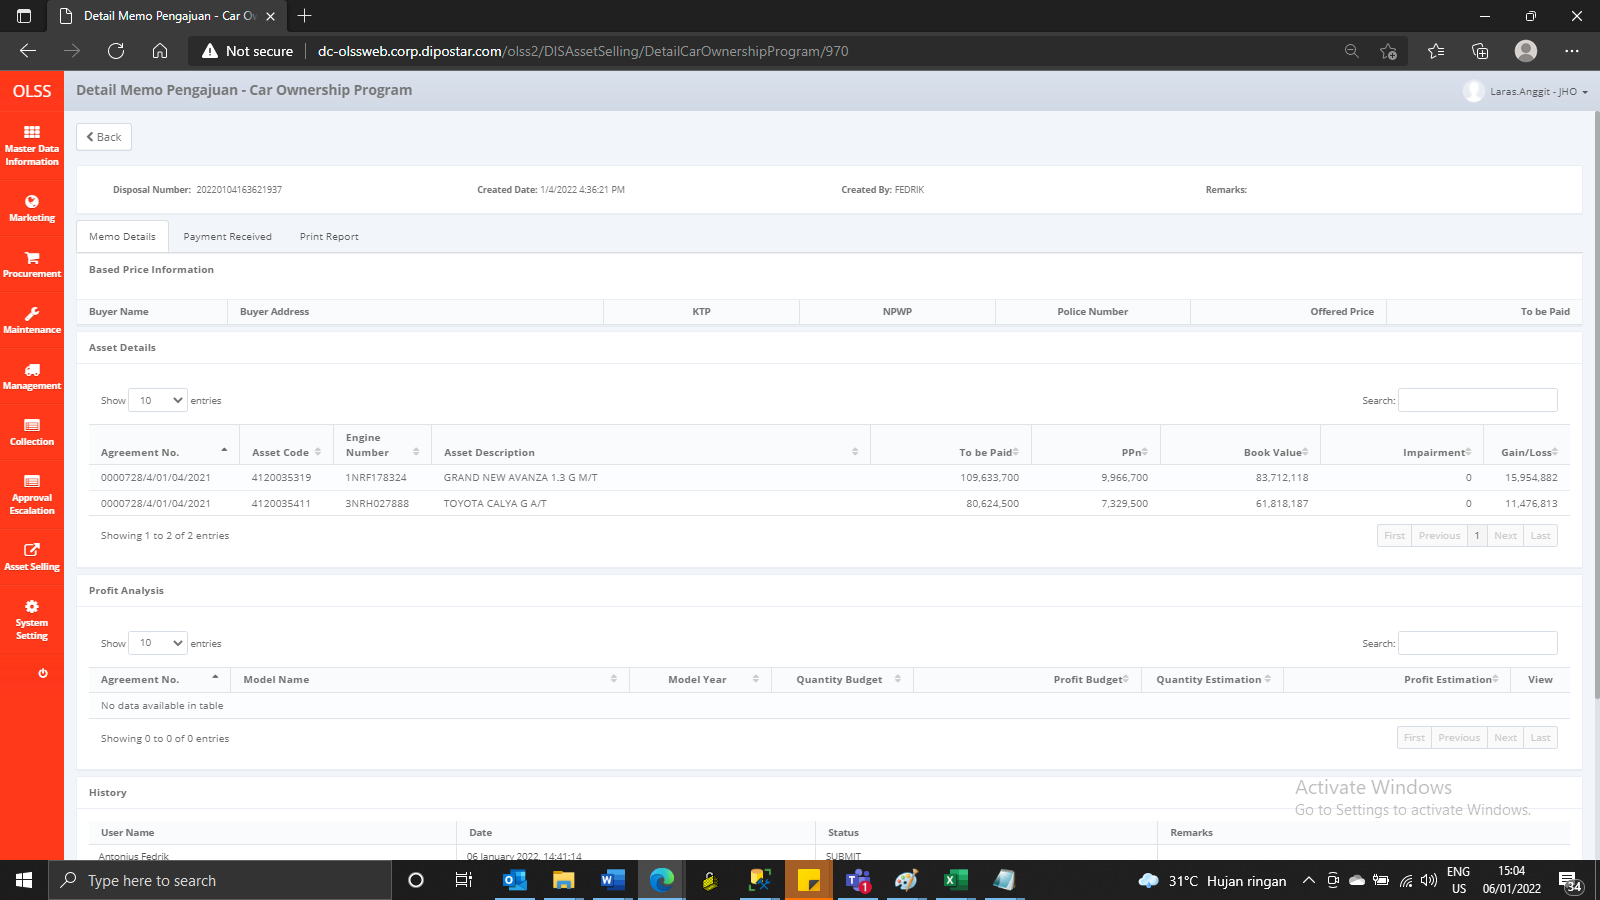 Detail Memo Pengajuan - Car Ow
Not secure
dc-olssweb.corp.dipostar.com/olss2/DISAssetSelling/DetailCarOwnershipProgram/970
OLSS
Detail Memo Pengajuan - Car Ownership Program
Laras.Anggit - JHO
Master Data
Information
Marketing
Procurement
Maintenance
Management
Collection
Approval
Escalation
Asset Selling
System
Setting
Back
Disposal Number: 20220104163621937 Created Date: 1/4/2022 4:36:21 PM Created By: FEDRIK Remarks:
Memo Details Payment Received Print Report
Based Price Information
Buyer Name Buyer Address KTP NPWP Police Number Offered Price To be Paid
Asset Details
Show 10 entries Search:
Agreement No. Asset Code Engine Number Asset Description To be Paid PPn Book Value Impairment Gain/Loss
0000728/4/01/04/2021 4120035319 1NRF178324 GRAND NEW AVANZA 1.3 G M/T 109,633,700 9,966,700 83,712,118 0 15,954,882
0000728/4/01/04/2021 4120035411 3NRH027888 TOYOTA CALYA G A/T 80,624,500 7,329,500 61,818,187 0 11,476,813
Showing 1 to 2 of 2 entries First Previous 1 Next Last
Profit Analysis
Show 10 entries Search:
Agreement No. Model Name Model Year Quantity Budget Profit Budget Quantity Estimation Profit Estimation View
No data available in table
Showing 0 to 0 of 0 entries First Previous Next Last
History
User Name Date Status Remarks
Antonius Fedrik 06 January 2022, 14:41:14 SUBMIT
Activate Windows
Go to Settings to activate Windows.
Type here to search
1
31°C Hujan ringan
ENG
US
15:04
06/01/2022
34